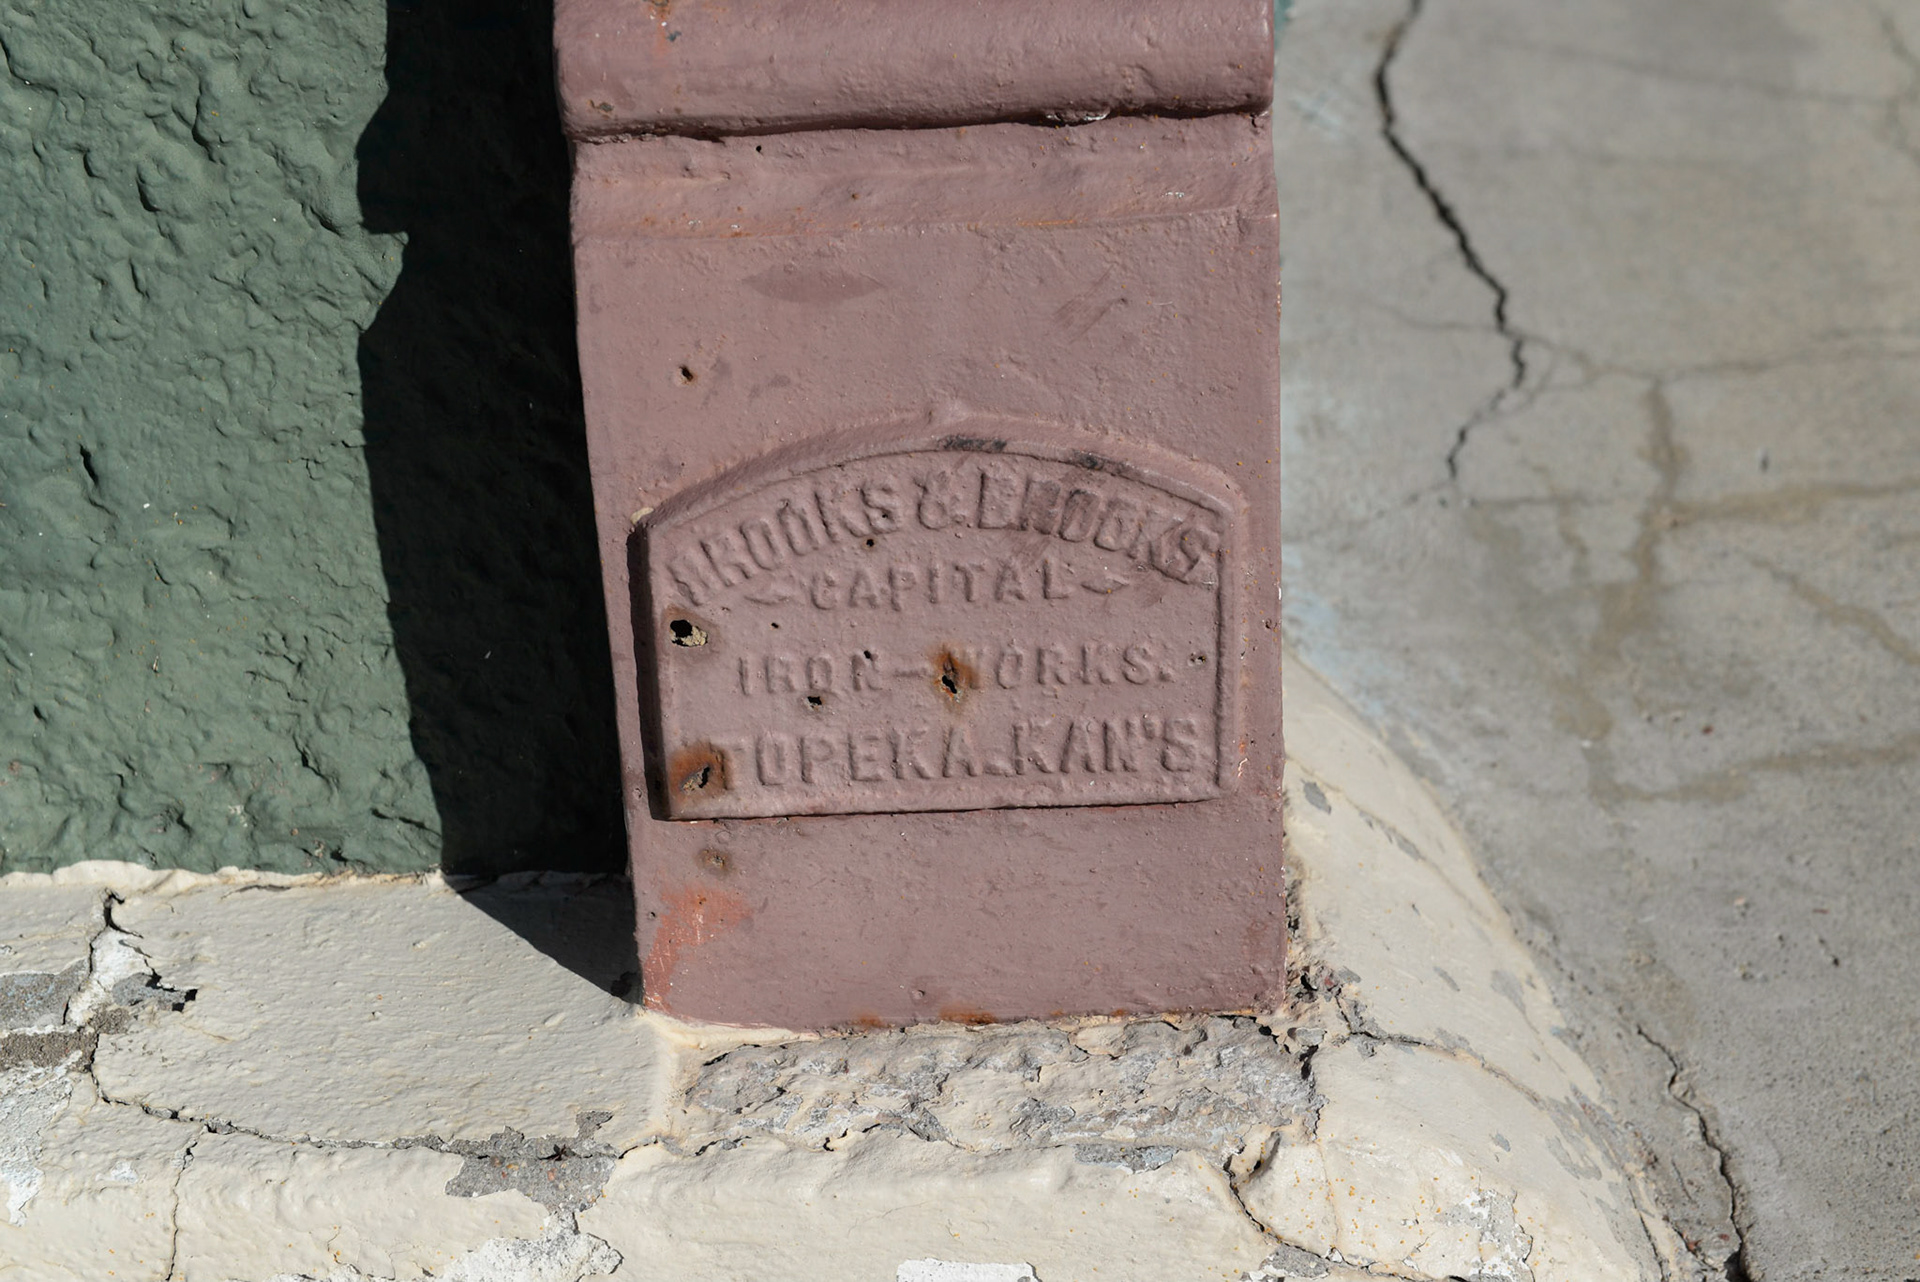 BROOKS & BROOKS
CAPITAL
IRON-WORKS.
TOPEKA.KAN'S